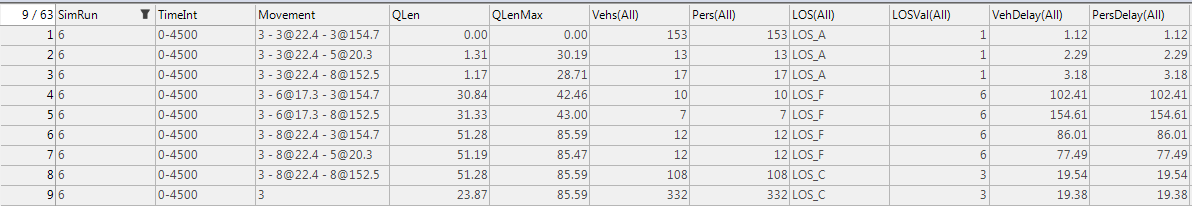 9 / 63 SimRun TimeInt Movement QLen QLenMax Vehs(All) Pers(All) LOS(All) LOSVal(All) VehDelay(All) PersDelay(All)
1 6 0-4500 3 - 3@22.4 - 3@154.7 0.00 0.00 153 153 LOS_A 1 1.12 1.12
2 6 0-4500 3 - 3@22.4 - 5@20.3 1.31 30.19 13 13 LOS_A 1 2.29 2.29
3 6 0-4500 3 - 3@22.4 - 8@152.5 1.17 28.71 17 17 LOS_A 1 3.18 3.18
4 6 0-4500 3 - 6@17.3 - 3@154.7 30.84 42.46 10 10 LOS_F 6 102.41 102.41
5 6 0-4500 3 - 6@17.3 - 8@152.5 31.33 43.00 7 7 LOS_F 6 154.61 154.61
6 6 0-4500 3 - 8@22.4 - 3@154.7 51.28 85.59 12 12 LOS_F 6 86.01 86.01
7 6 0-4500 3 - 8@22.4 - 5@20.3 51.19 85.47 12 12 LOS_F 6 77.49 77.49
8 6 0-4500 3 - 8@22.4 - 8@152.5 51.28 85.59 108 108 LOS_C 3 19.54 19.54
9 6 0-4500 3 23.87 85.59 332 332 LOS_C 3 19.38 19.38